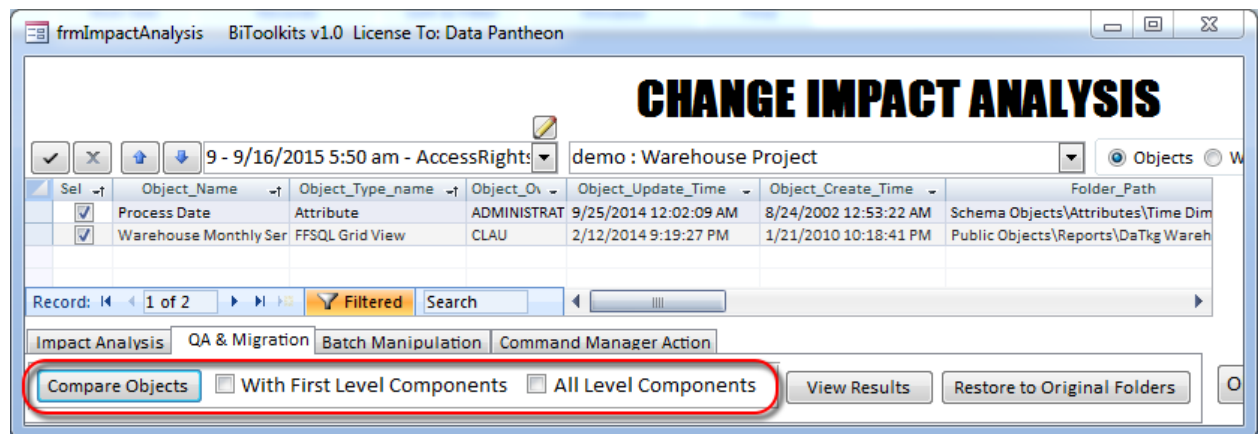 frmImpactAnalysis BiToolkits v1.0 License To: Data Pantheon
CHANGE IMPACT ANALYSIS
9 - 9/16/2015 5:50 am - AccessRights demo : Warehouse Project Objects W
Sel Object_Name Object_Type_name Object_Ov Object_Update_Time Object_Create_Time Folder_Path
Process Date Attribute ADMINISTRAT 9/25/2014 12:02:09 AM 8/24/2002 12:53:22 AM Schema Objects\Attributes\Time Dim
Warehouse Monthly Ser FFSQL Grid View CLAU 2/12/2014 9:19:27 PM 1/21/2010 10:18:41 PM Public Objects\Reports\DaTkg Wareh
Record: 1 of 2 Filtered Search
Impact Analysis QA & Migration Batch Manipulation Command Manager Action
Compare Objects With First Level Components All Level Components View Results Restore to Original Folders O